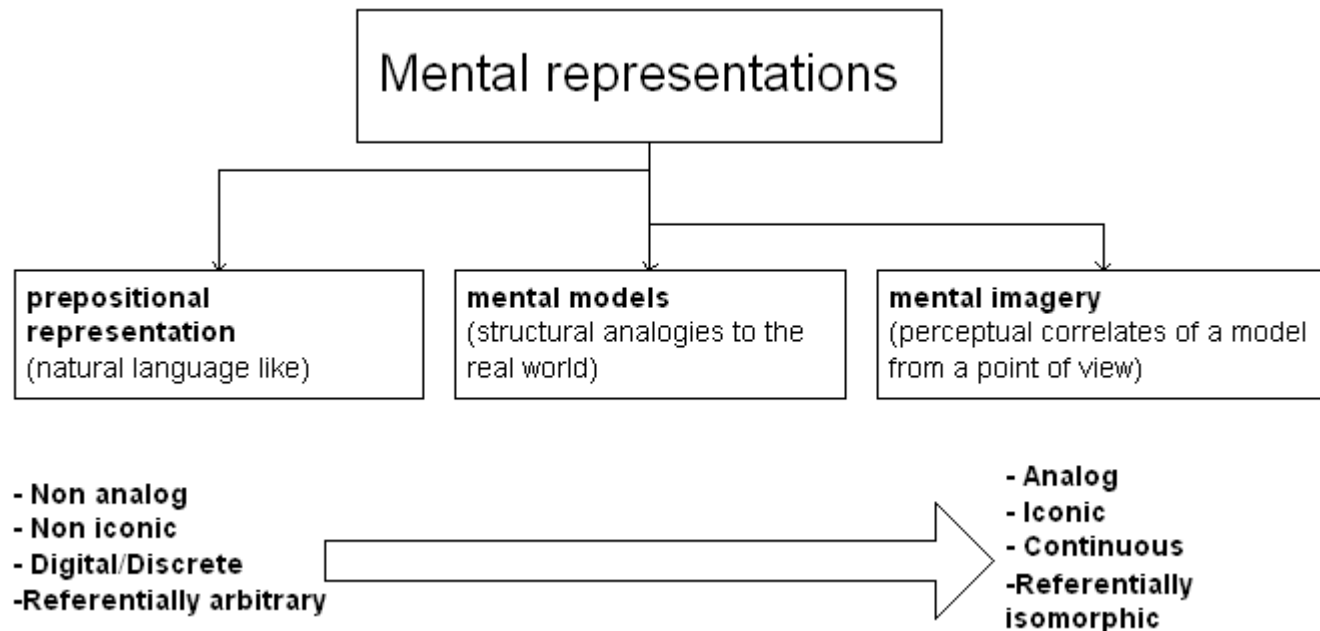 Mental representations
prepositional
representation
(natural language like)
mental models
(structural analogies to the
real world)
mental imagery
(perceptual correlates of a model
from a point of view)
- Non analog
- Non iconic
- Digital/Discrete
-Referentially arbitrary
- Analog
- Iconic
- Continuous
-Referentially
isomorphic